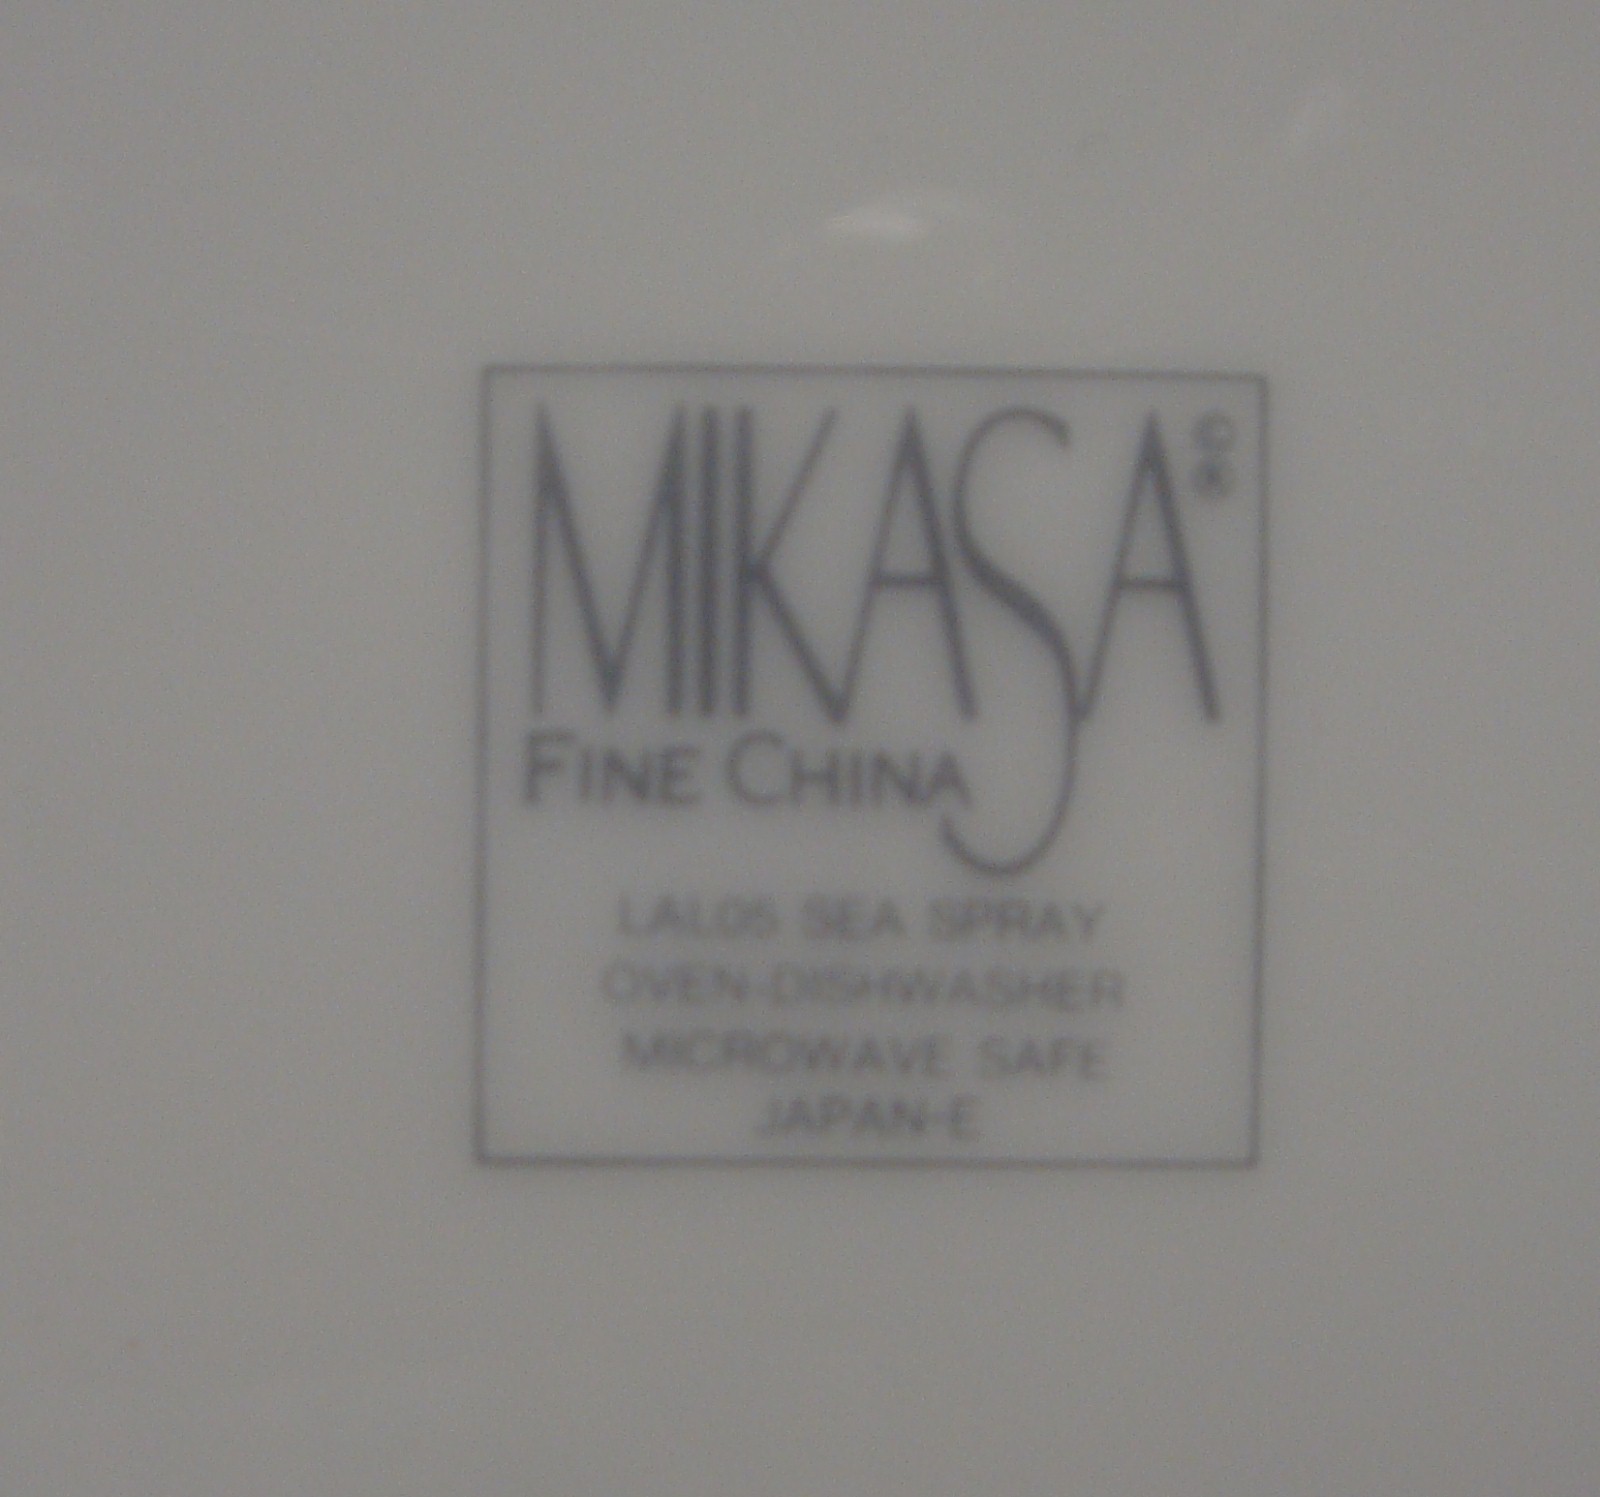 MIKASA©®
FINE CHINA
LAL05 SEA SPRAY
OVEN-DISHWASHER
MICROWAVE SAFE
JAPAN-E